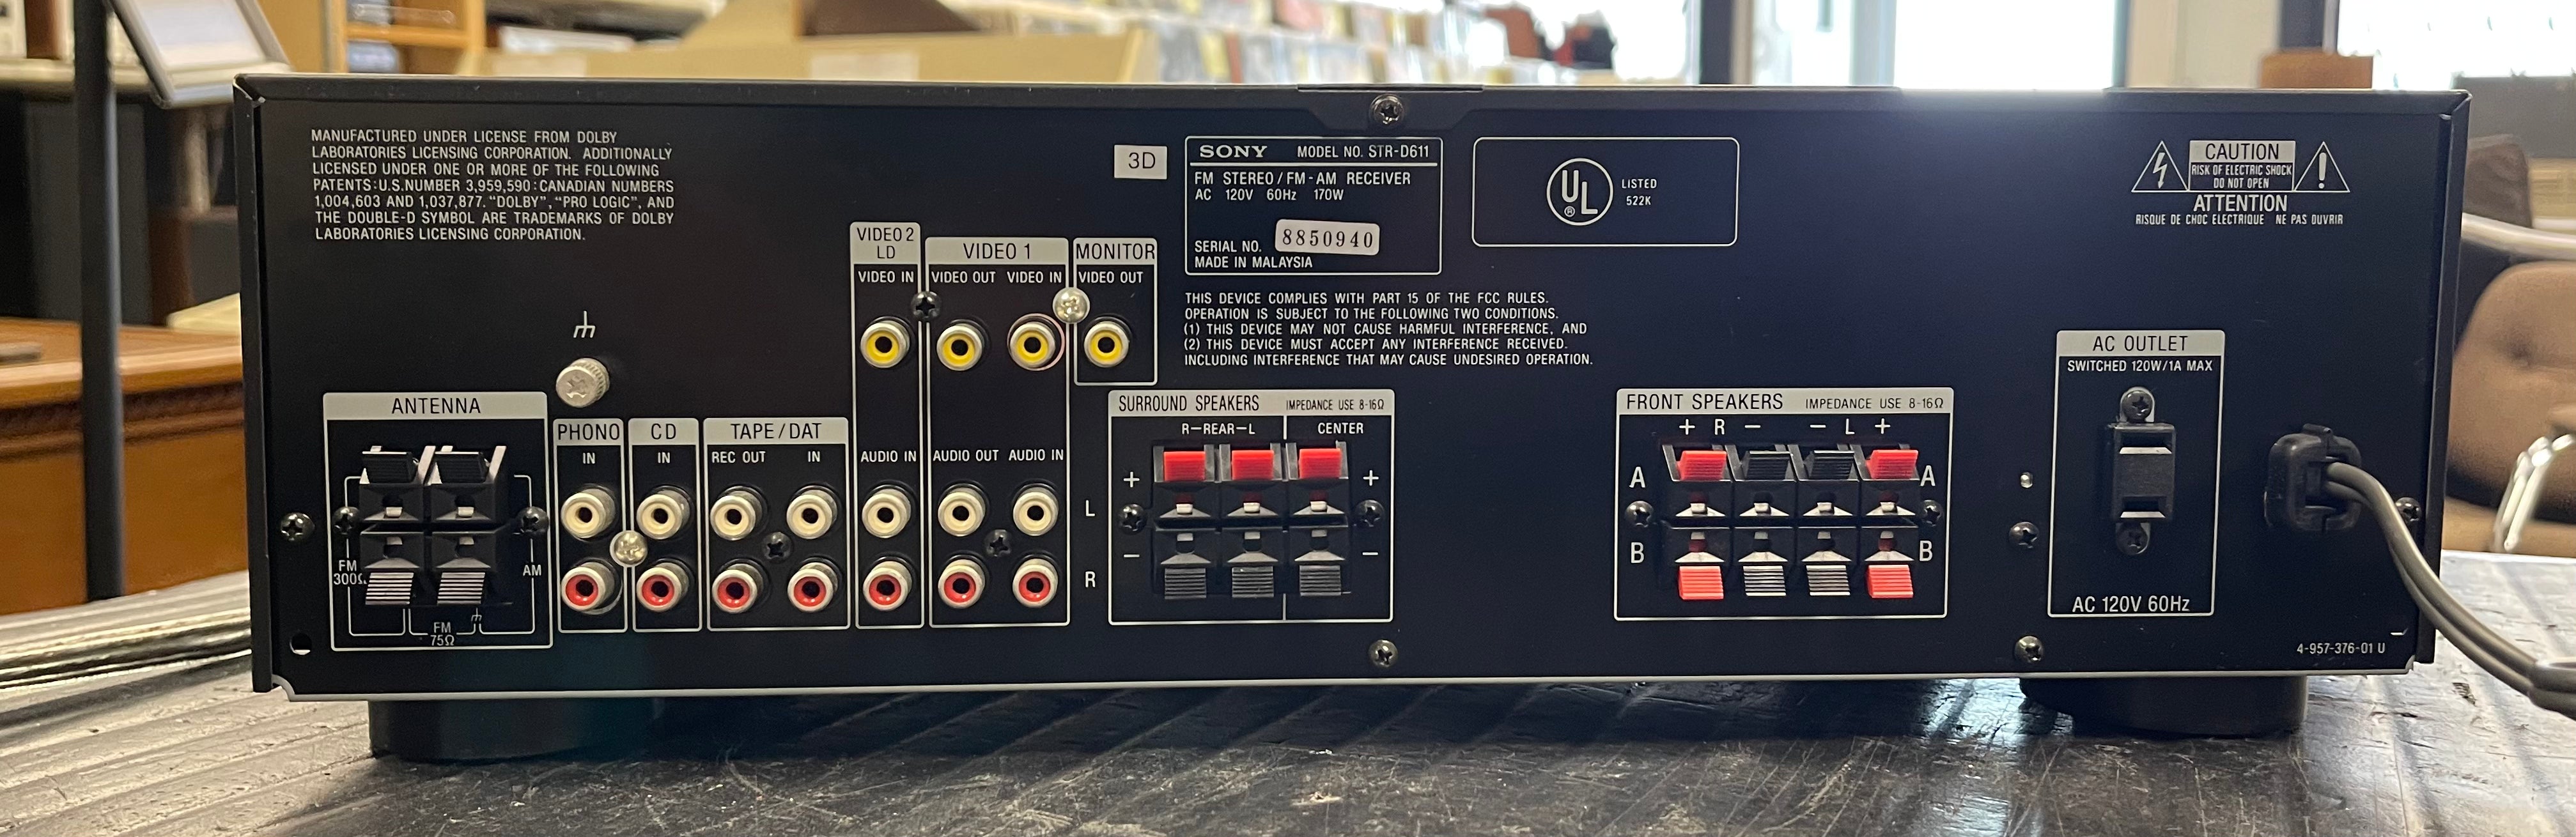 MANUFACTURED UNDER LICENSE FROM DOLBY
LABORATORIES LICENSING CORPORATION. ADDITIONALLY
LICENSED UNDER ONE OR MORE OF THE FOLLOWING
PATENTS:U.S.NUMBER 3,959,590:CANADIAN NUMBERS
1,004,603 AND 1,037,877. "DOLBY", "PRO LOGIC", AND
THE DOUBLE-D SYMBOL ARE TRADEMARKS OF DOLBY
LABORATORIES LICENSING CORPORATION.
3D
SONY MODEL NO. STR-D611
FM STEREO / FM-AM RECEIVER
AC 120V 60Hz 170W
SERIAL NO. 8850940
MADE IN MALAYSIA
UL ®
LISTED
522K
CAUTION
RISK OF ELECTRIC SHOCK
DO NOT OPEN
ATTENTION
RISQUE DE CHOC ELECTRIQUE NE PAS OUVRIR
THIS DEVICE COMPLIES WITH PART 15 OF THE FCC RULES.
OPERATION IS SUBJECT TO THE FOLLOWING TWO CONDITIONS.
(1) THIS DEVICE MAY NOT CAUSE HARMFUL INTERFERENCE, AND
(2) THIS DEVICE MUST ACCEPT ANY INTERFERENCE RECEIVED.
INCLUDING INTERFERENCE THAT MAY CAUSE UNDESIRED OPERATION.
VIDEO 2
LD
VIDEO IN
VIDEO 1
VIDEO OUT VIDEO IN
MONITOR
VIDEO OUT
ANTENNA
FM
300Ω
AM
FM
75Ω
PHONO
IN
CD
IN
TAPE / DAT
REC OUT IN
AUDIO IN
AUDIO OUT AUDIO IN
L
R
SURROUND SPEAKERS IMPEDANCE USE 8-16Ω
R-REAR-L CENTER
+ +
− −
FRONT SPEAKERS IMPEDANCE USE 8-16Ω
+ R − − L +
A A
B B
AC OUTLET
SWITCHED 120W/1A MAX
AC 120V 60Hz
4-957-376-01 U